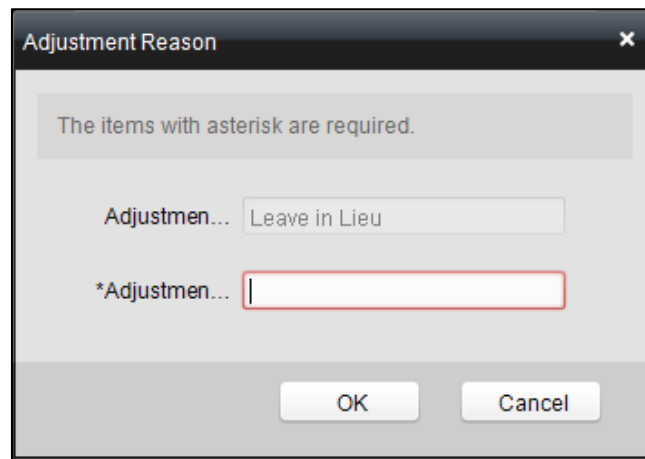 Adjustment Reason
The items with asterisk are required.
Adjustmen... Leave in Lieu
*Adjustmen...
OK Cancel